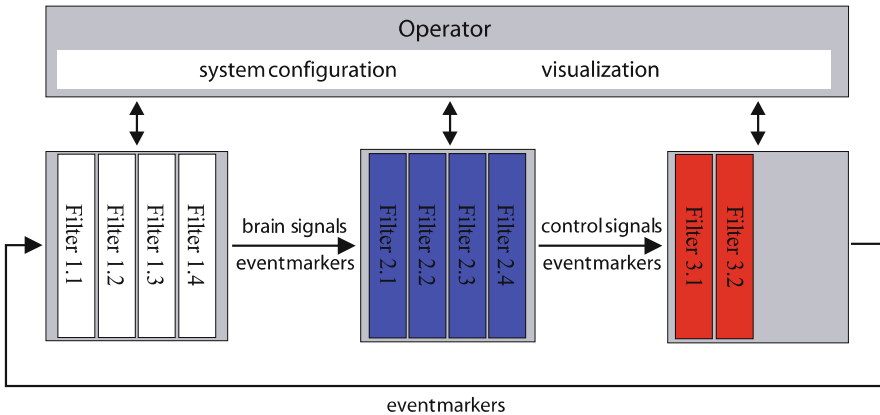 Operator
system configuration
visualization
Filter 1.1
Filter 1.2
Filter 1.3
Filter 1.4
brain signals
eventmarkers
Filter 2.1
Filter 2.2
Filter 2.3
Filter 2.4
control signals
eventmarkers
Filter 3.1
Filter 3.2
eventmarkers